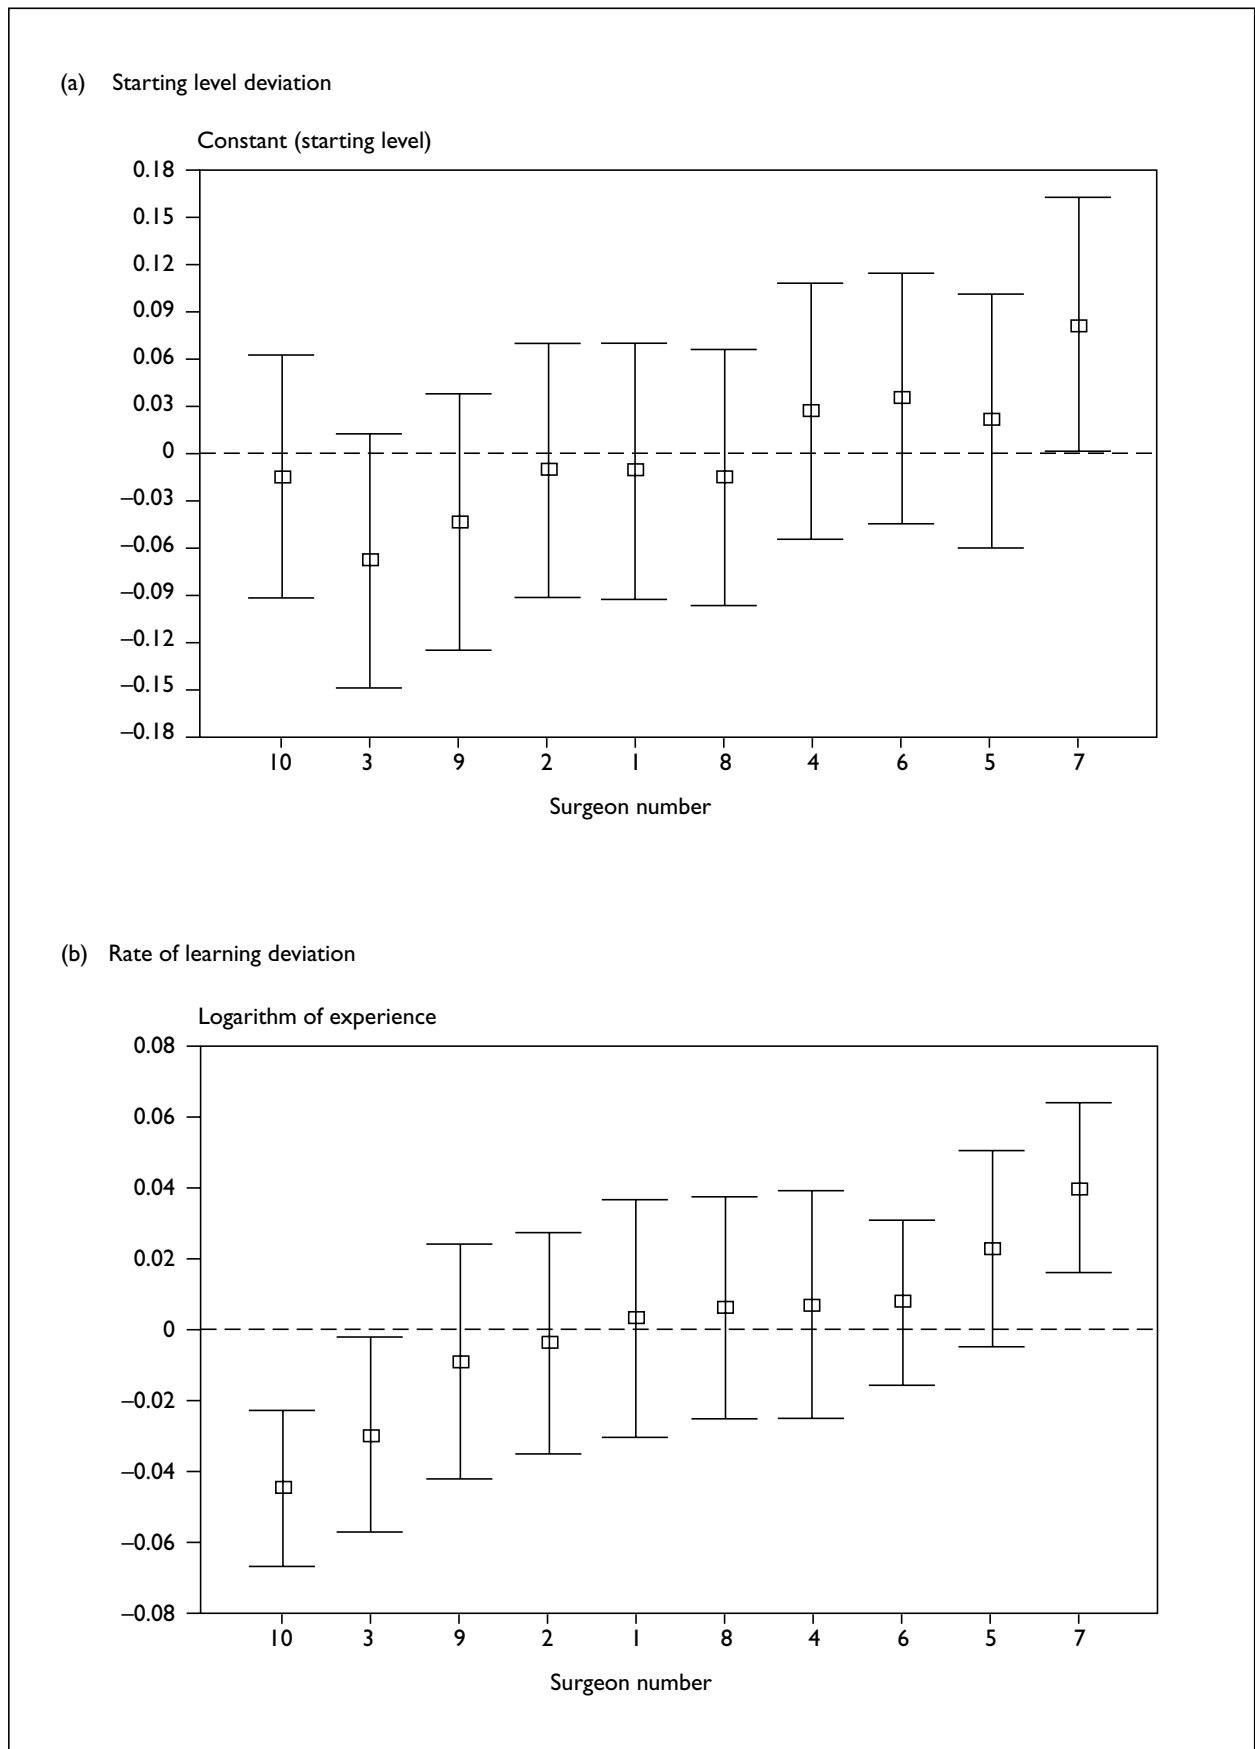 (a) Starting level deviation
Constant (starting level)
0.18
0.15
0.12
0.09
0.06
0.03
0
–0.03
–0.06
–0.09
–0.12
–0.15
–0.18
10 3 9 2 1 8 4 6 5 7
Surgeon number
(b) Rate of learning deviation
Logarithm of experience
0.08
0.06
0.04
0.02
0
–0.02
–0.04
–0.06
–0.08
10 3 9 2 1 8 4 6 5 7
Surgeon number